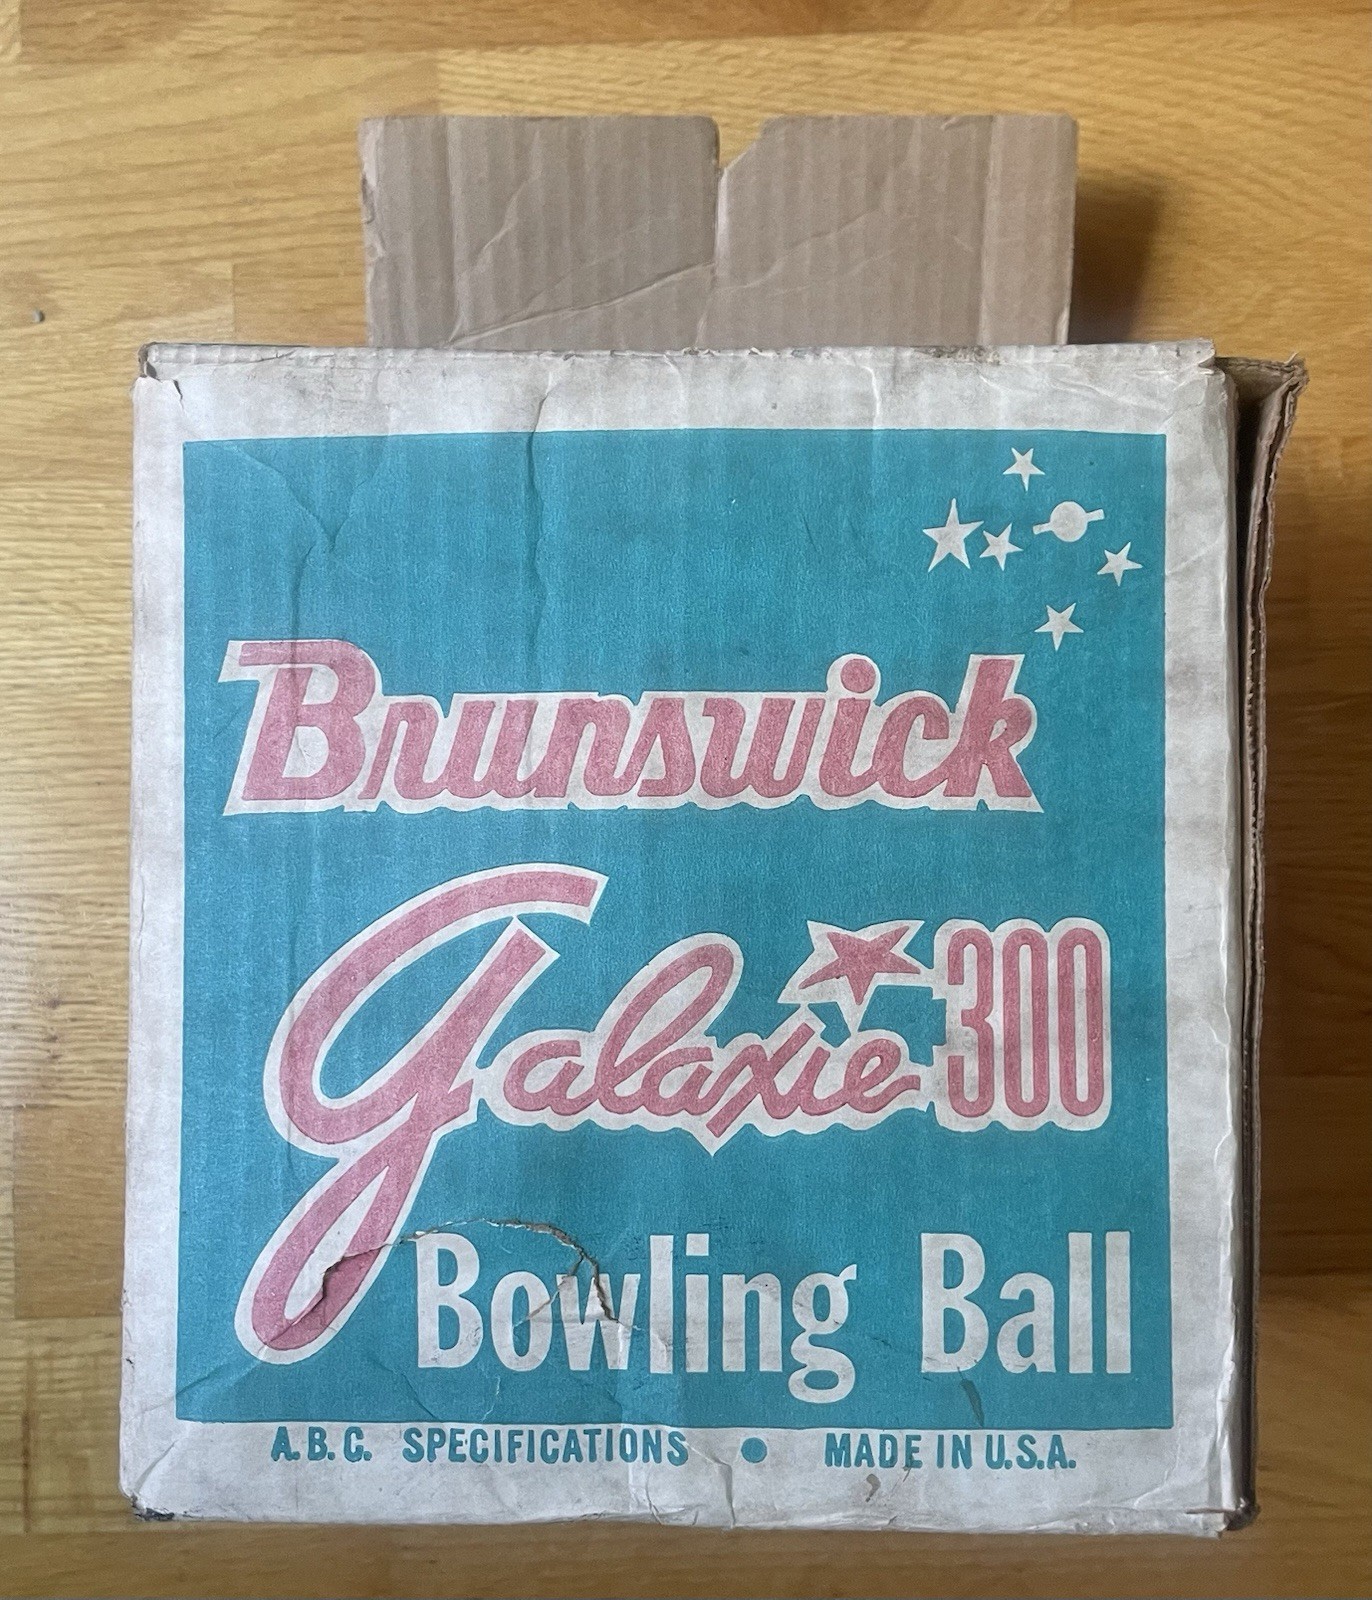 Brunswick
Galaxie 300
Bowling Ball
A.B.C. SPECIFICATIONS • MADE IN U.S.A.